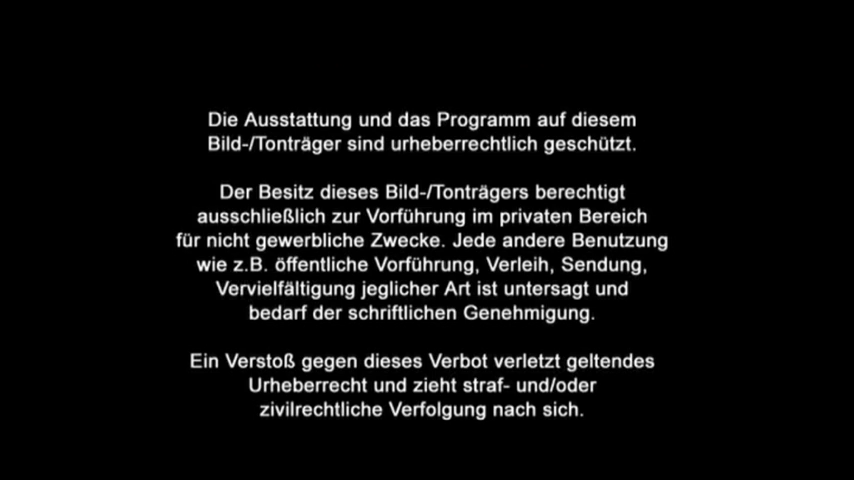 Die Ausstattung und das Programm auf diesem
Bild-/Tonträger sind urheberrechtlich geschützt.
Der Besitz dieses Bild-/Tonträgers berechtigt
ausschließlich zur Vorführung im privaten Bereich
für nicht gewerbliche Zwecke. Jede andere Benutzung
wie z.B. öffentliche Vorführung, Verleih, Sendung,
Vervielfältigung jeglicher Art ist untersagt und
bedarf der schriftlichen Genehmigung.
Ein Verstoß gegen dieses Verbot verletzt geltendes
Urheberrecht und zieht straf- und/oder
zivilrechtliche Verfolgung nach sich.